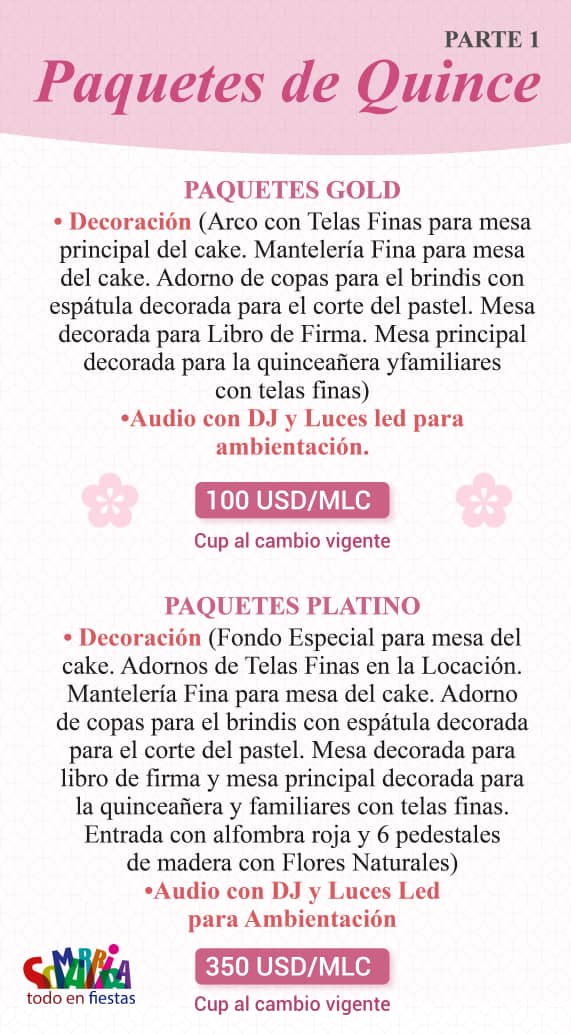 PARTE 1
Paquetes de Quince
PAQUETES GOLD
• Decoración (Arco con Telas Finas para mesa
principal del cake. Mantelería Fina para mesa
del cake. Adorno de copas para el brindis con
espátula decorada para el corte del pastel. Mesa
decorada para Libro de Firma. Mesa principal
decorada para la quinceañera yfamiliares
con telas finas)
•Audio con DJ y Luces led para
ambientación.
100 USD/MLC
Cup al cambio vigente
PAQUETES PLATINO
• Decoración (Fondo Especial para mesa del
cake. Adornos de Telas Finas en la Locación.
Mantelería Fina para mesa del cake. Adorno
de copas para el brindis con espátula decorada
para el corte del pastel. Mesa decorada para
libro de firma y mesa principal decorada para
la quinceañera y familiares con telas finas.
Entrada con alfombra roja y 6 pedestales
de madera con Flores Naturales)
•Audio con DJ y Luces Led
para Ambientación
350 USD/MLC
Cup al cambio vigente
todo en fiestas